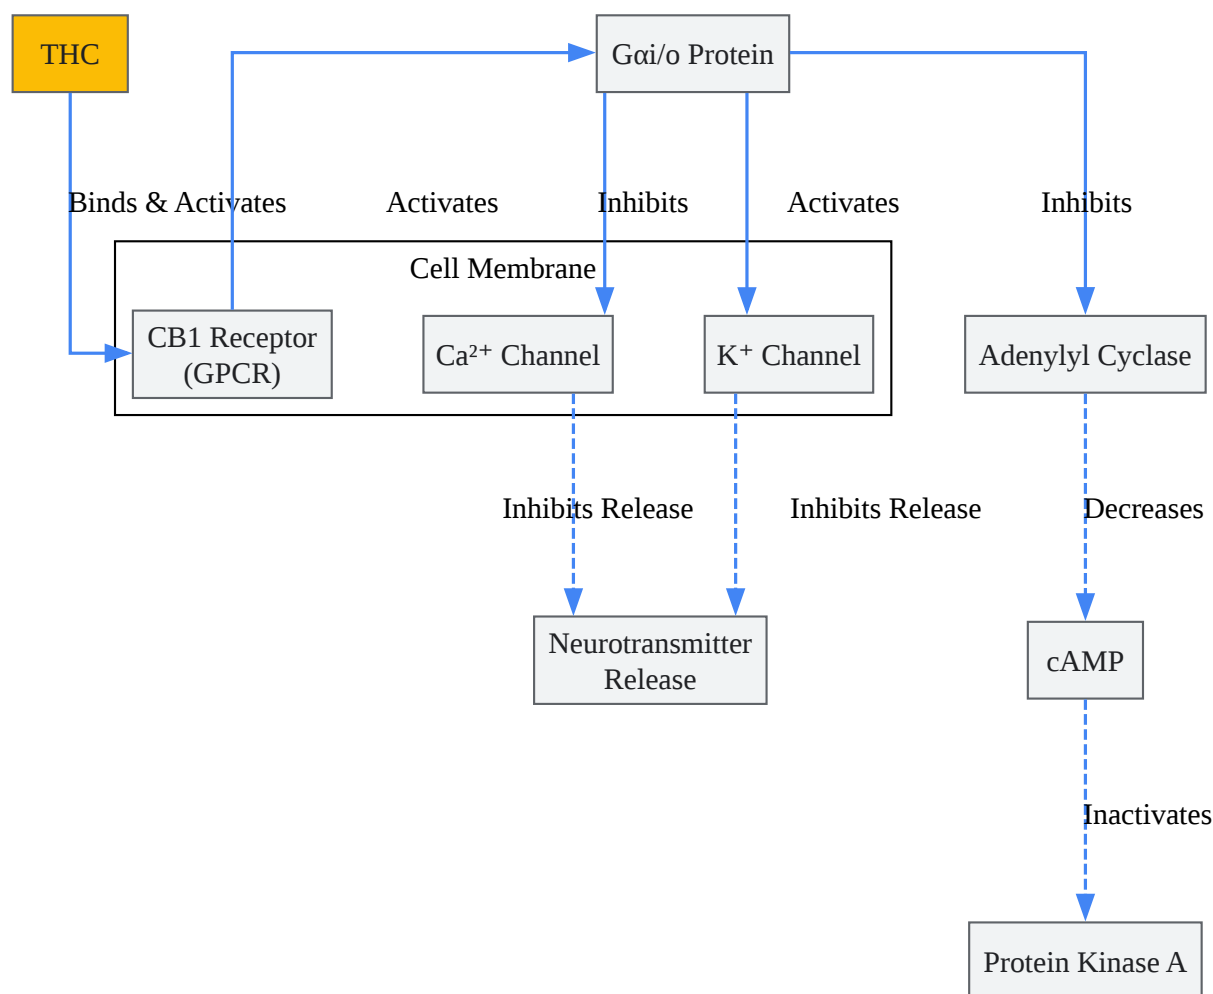 THC
Gαi/o Protein
Binds & Activates
Activates
Inhibits
Activates
Inhibits
Cell Membrane
CB1 Receptor
(GPCR)
Ca²⁺ Channel
K⁺ Channel
Adenylyl Cyclase
Inhibits Release
Inhibits Release
Decreases
Neurotransmitter
Release
cAMP
Inactivates
Protein Kinase A